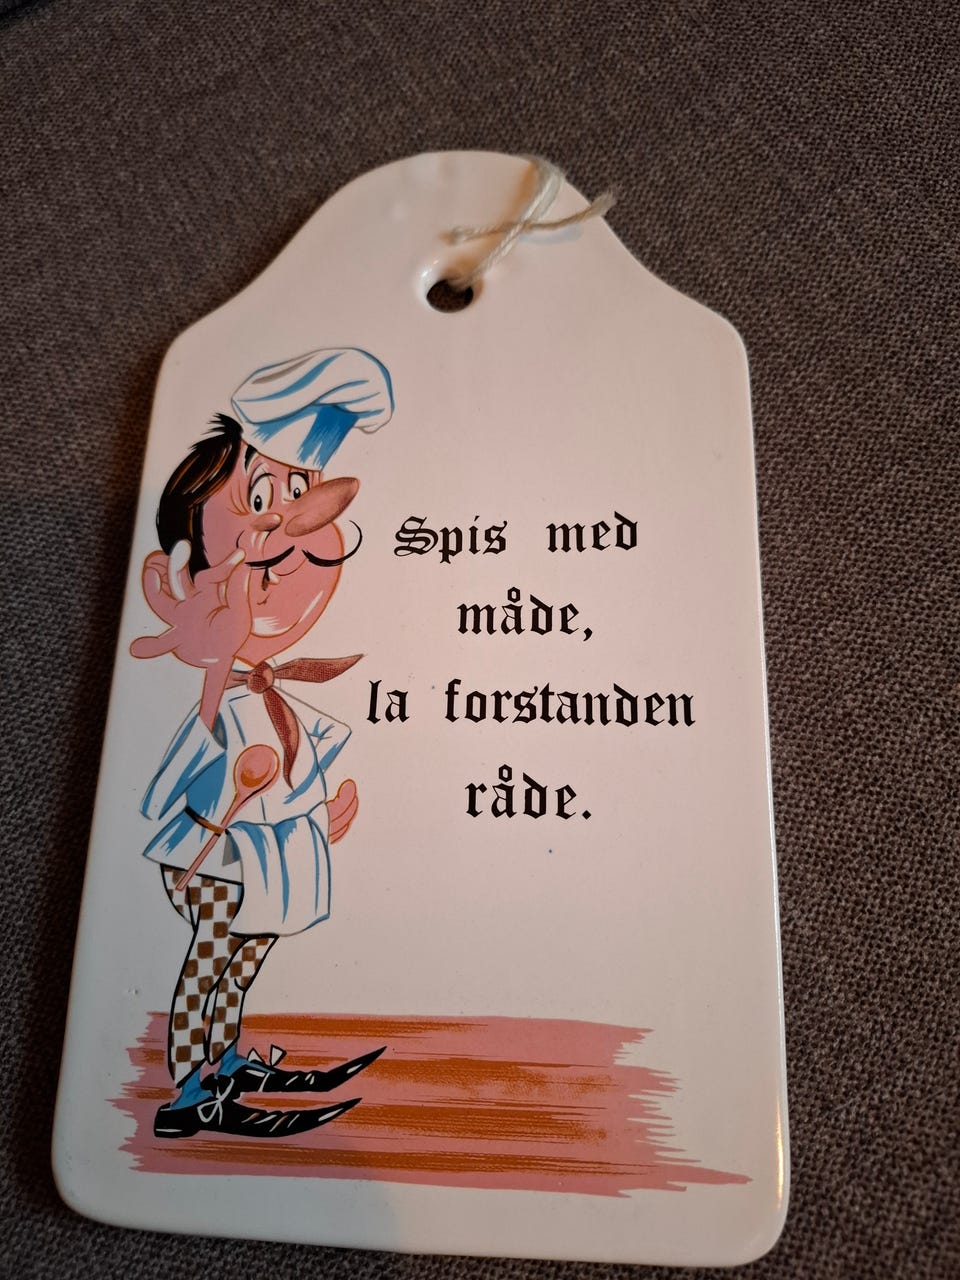 Spis med
måde,
la forstanden
råde.